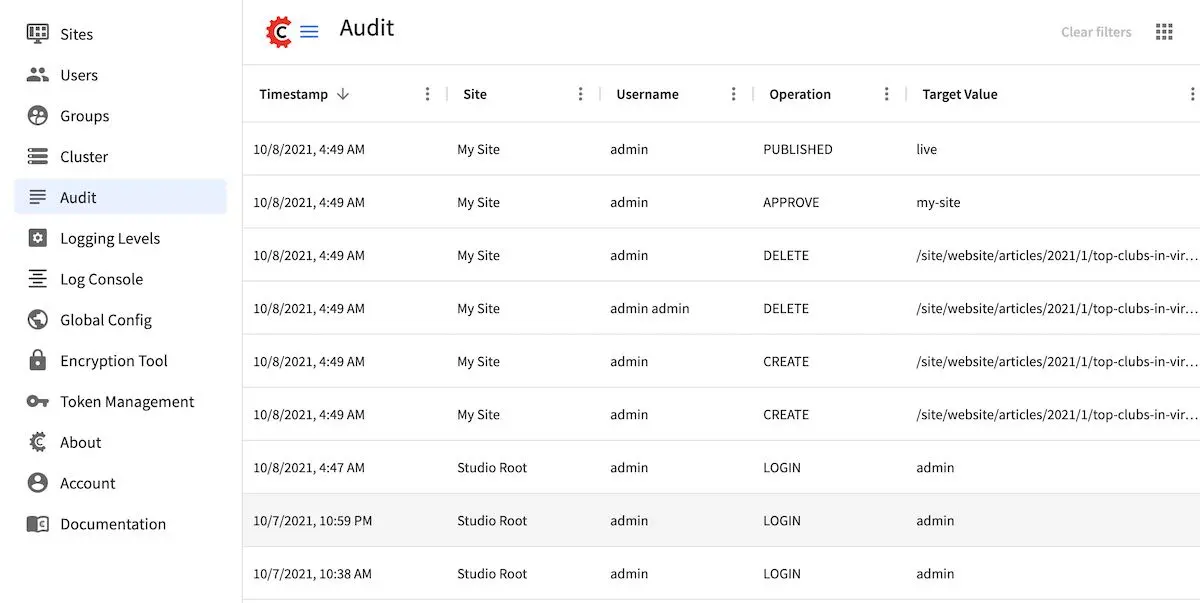 Sites
Users
Groups
Cluster
Audit
Logging Levels
Log Console
Global Config
Encryption Tool
Token Management
About
Account
Documentation
C Audit Clear filters
Timestamp Site Username Operation Target Value
10/8/2021, 4:49 AM My Site admin PUBLISHED live
10/8/2021, 4:49 AM My Site admin APPROVE my-site
10/8/2021, 4:49 AM My Site admin DELETE /site/website/articles/2021/1/top-clubs-in-vir...
10/8/2021, 4:49 AM My Site admin admin DELETE /site/website/articles/2021/1/top-clubs-in-vir...
10/8/2021, 4:49 AM My Site admin CREATE /site/website/articles/2021/1/top-clubs-in-vir...
10/8/2021, 4:49 AM My Site admin CREATE /site/website/articles/2021/1/top-clubs-in-vir...
10/8/2021, 4:47 AM Studio Root admin LOGIN admin
10/7/2021, 10:59 PM Studio Root admin LOGIN admin
10/7/2021, 10:38 AM Studio Root admin LOGIN admin